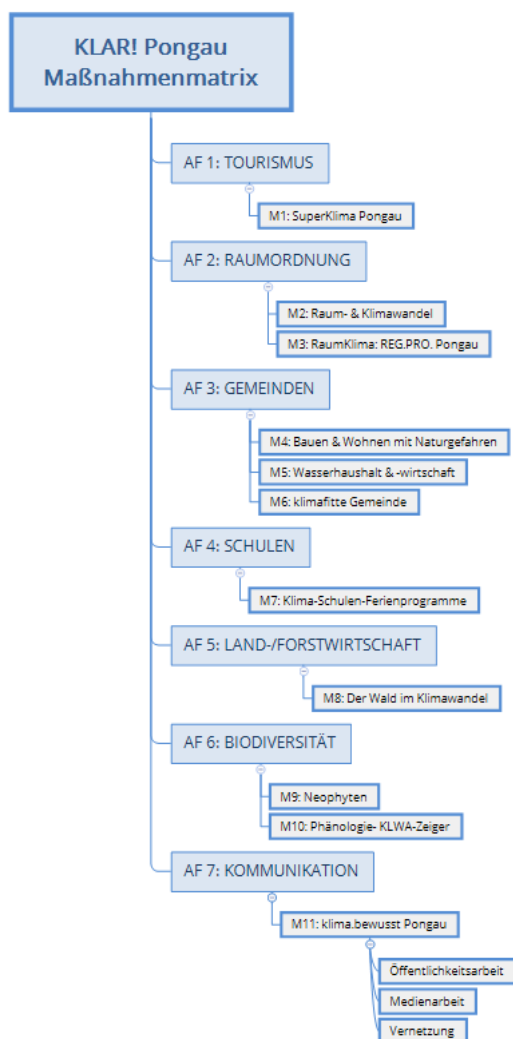 KLAR! Pongau
Maßnahmenmatrix
AF 1: TOURISMUS
M1: SuperKlima Pongau
AF 2: RAUMORDNUNG
M2: Raum- & Klimawandel
M3: RaumKlima: REG.PRO. Pongau
AF 3: GEMEINDEN
M4: Bauen & Wohnen mit Naturgefahren
M5: Wasserhaushalt & -wirtschaft
M6: klimafitte Gemeinde
AF 4: SCHULEN
M7: Klima-Schulen-Ferienprogramme
AF 5: LAND-/FORSTWIRTSCHAFT
M8: Der Wald im Klimawandel
AF 6: BIODIVERSITÄT
M9: Neophyten
M10: Phänologie- KLWA-Zeiger
AF 7: KOMMUNIKATION
M11: klima.bewusst Pongau
Öffentlichkeitsarbeit
Medienarbeit
Vernetzung